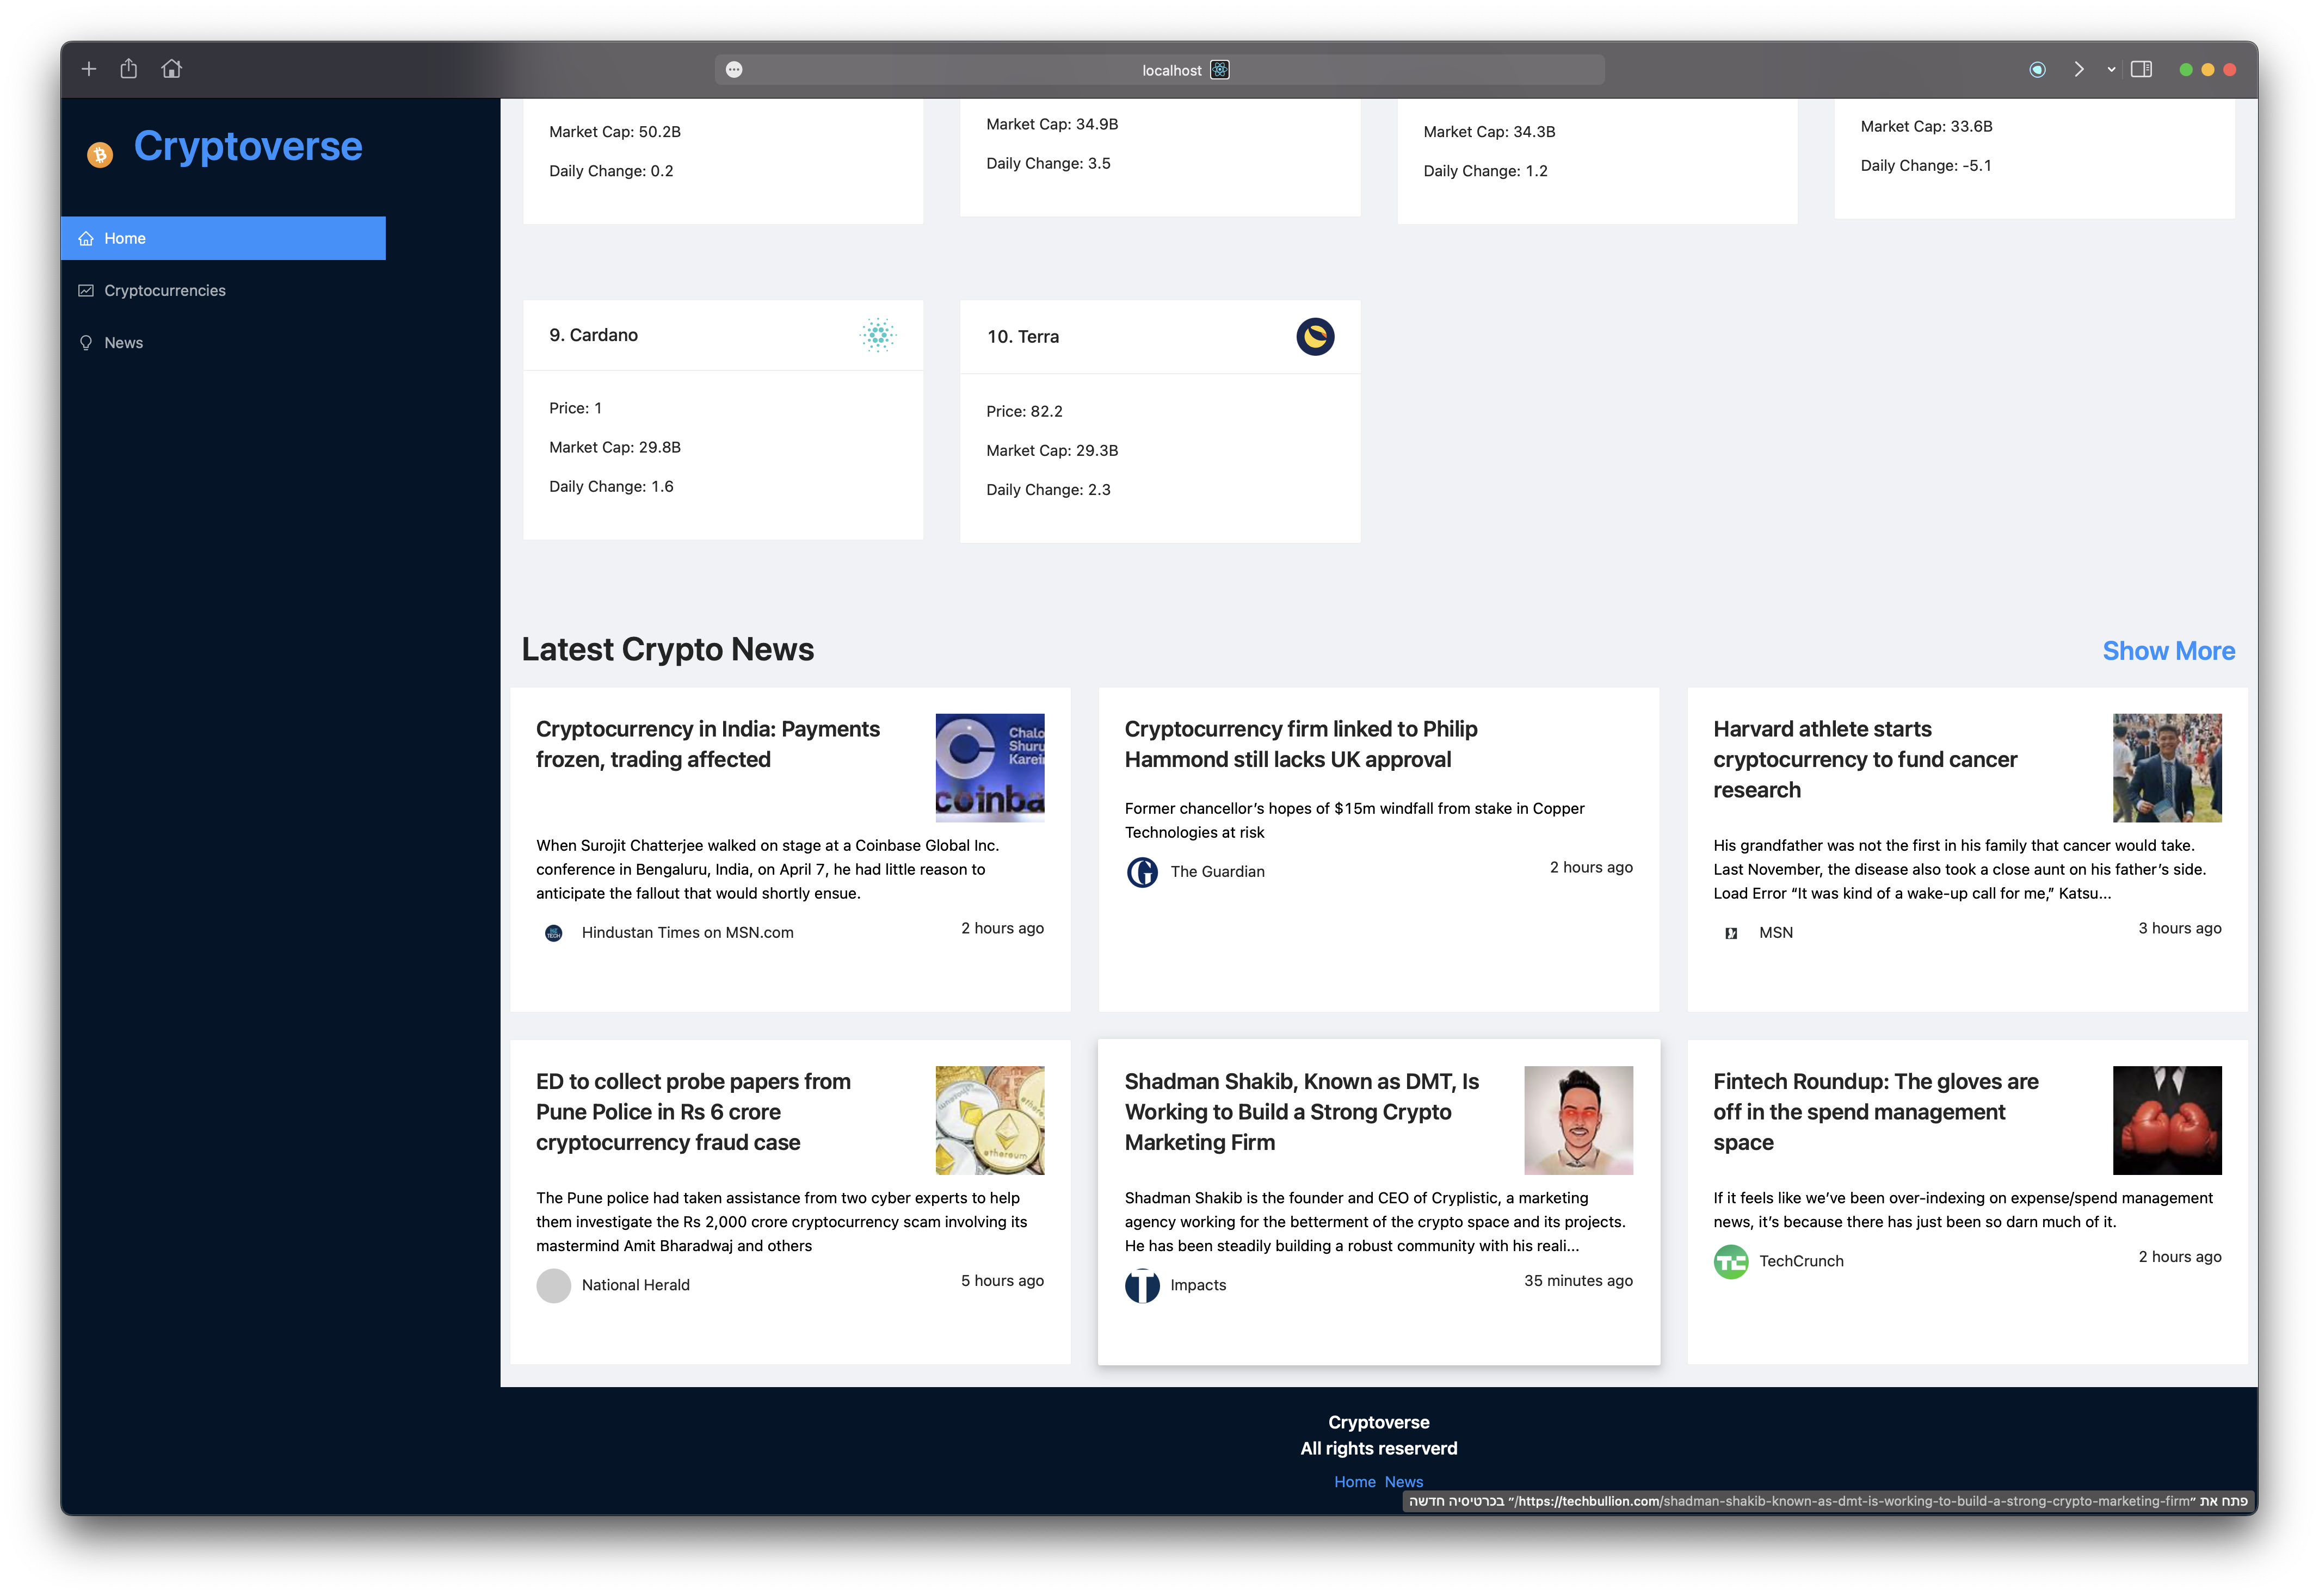 localhost
Cryptoverse
Home
Cryptocurrencies
News
Market Cap: 50.2B
Daily Change: 0.2
Market Cap: 34.9B
Daily Change: 3.5
Market Cap: 34.3B
Daily Change: 1.2
Market Cap: 33.6B
Daily Change: -5.1
9. Cardano
Price: 1
Market Cap: 29.8B
Daily Change: 1.6
10. Terra
Price: 82.2
Market Cap: 29.3B
Daily Change: 2.3
Latest Crypto News
Show More
Cryptocurrency in India: Payments
frozen, trading affected
Chalo
Shuru
Karein
coinba
When Surojit Chatterjee walked on stage at a Coinbase Global Inc.
conference in Bengaluru, India, on April 7, he had little reason to
anticipate the fallout that would shortly ensue.
TECH
Hindustan Times on MSN.com
2 hours ago
Cryptocurrency firm linked to Philip
Hammond still lacks UK approval
Former chancellor’s hopes of $15m windfall from stake in Copper
Technologies at risk
G
The Guardian
2 hours ago
Harvard athlete starts
cryptocurrency to fund cancer
research
His grandfather was not the first in his family that cancer would take.
Last November, the disease also took a close aunt on his father’s side.
Load Error “It was kind of a wake-up call for me,” Katsu...
MSN
3 hours ago
ED to collect probe papers from
Pune Police in Rs 6 crore
cryptocurrency fraud case
ethereum
The Pune police had taken assistance from two cyber experts to help
them investigate the Rs 2,000 crore cryptocurrency scam involving its
mastermind Amit Bharadwaj and others
National Herald
5 hours ago
Shadman Shakib, Known as DMT, Is
Working to Build a Strong Crypto
Marketing Firm
Shadman Shakib is the founder and CEO of Cryplistic, a marketing
agency working for the betterment of the crypto space and its projects.
He has been steadily building a robust community with his reali...
T
Impacts
35 minutes ago
Fintech Roundup: The gloves are
off in the spend management
space
If it feels like we’ve been over-indexing on expense/spend management
news, it’s because there has just been so darn much of it.
TC
TechCrunch
2 hours ago
Cryptoverse
All rights reserverd
Home News
פתח את ״https://techbullion.com/shadman-shakib-known-as-dmt-is-working-to-build-a-strong-crypto-marketing-firm/״ בכרטיסיה חדשה